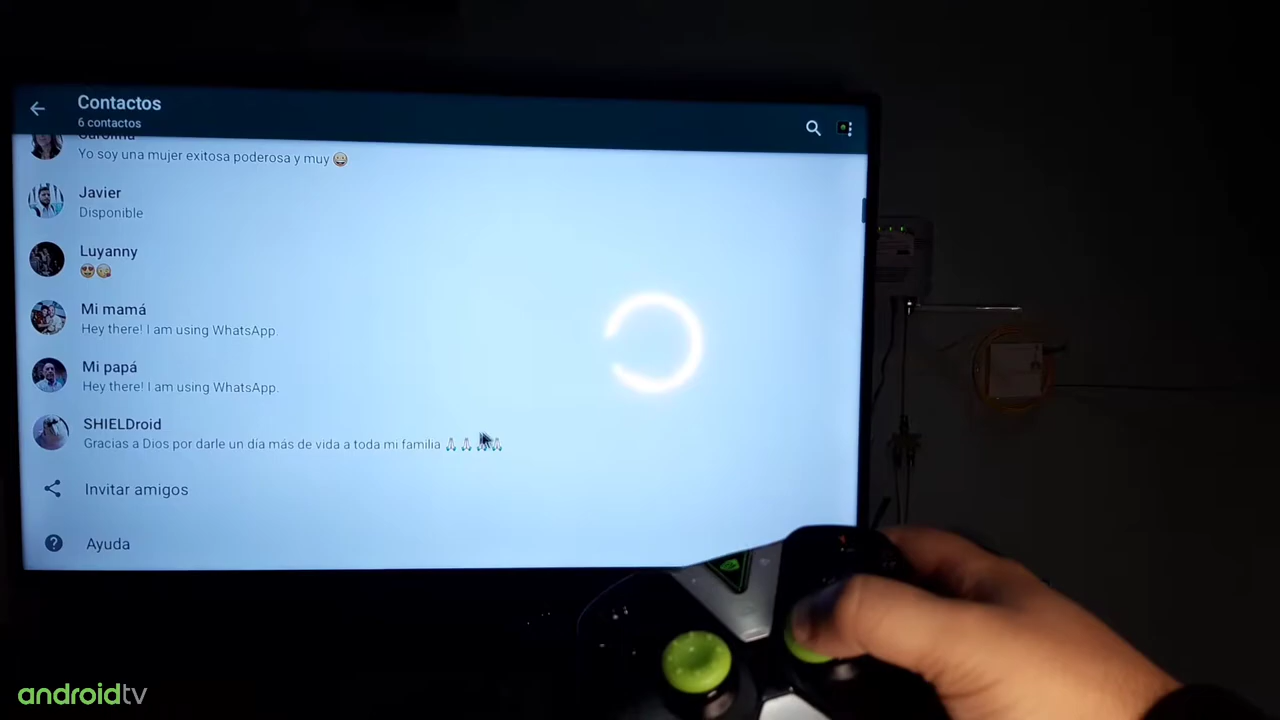 Contactos
6 contactos
Carolina
Yo soy una mujer exitosa poderosa y muy 😀
Javier
Disponible
Luyanny
😍😘
Mi mamá
Hey there! I am using WhatsApp.
Mi papá
Hey there! I am using WhatsApp.
SHIELDroid
Gracias a Dios por darle un día más de vida a toda mi familia 🙏🏻🙏🏻🙏🏻🙏🏻
Invitar amigos
Ayuda
androidtv